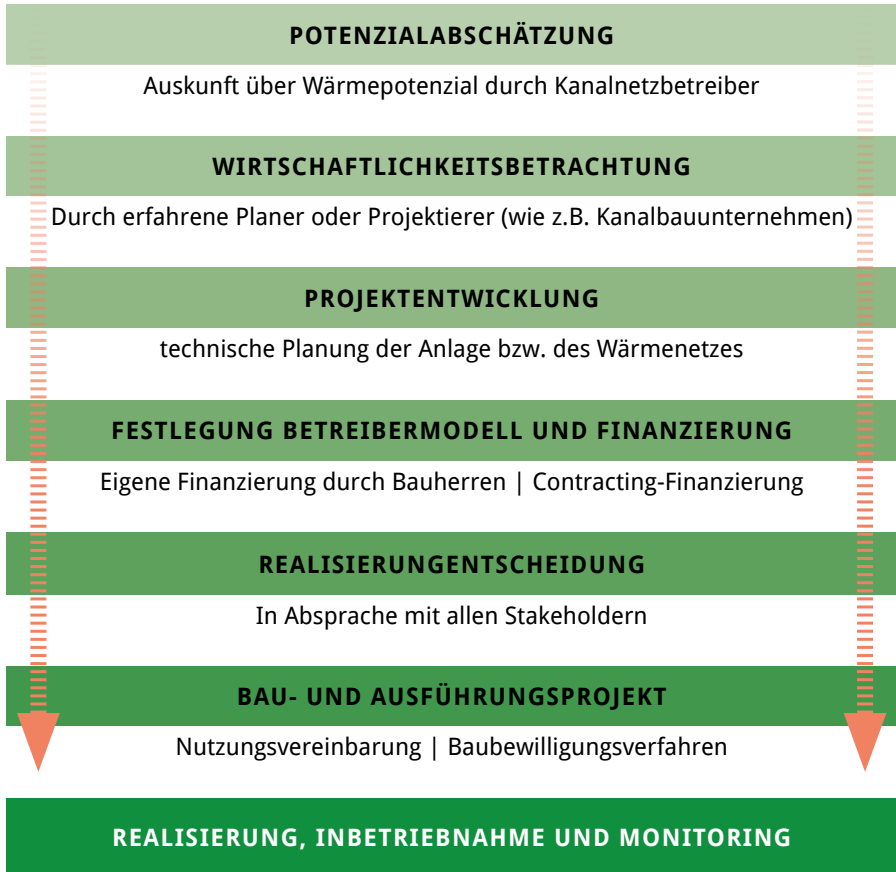 POTENZIALABSCHÄTZUNG
Auskunft über Wärmepotenzial durch Kanalnetzbetreiber
WIRTSCHAFTLICHKEITSBETRACHTUNG
Durch erfahrene Planer oder Projektierer (wie z.B. Kanalbauunternehmen)
PROJEKTENTWICKLUNG
technische Planung der Anlage bzw. des Wärmenetzes
FESTLEGUNG BETREIBERMODELL UND FINANZIERUNG
Eigene Finanzierung durch Bauherren | Contracting-Finanzierung
REALISIERUNGENTSCHEIDUNG
In Absprache mit allen Stakeholdern
BAU- UND AUSFÜHRUNGSPROJEKT
Nutzungsvereinbarung | Baubewilligungsverfahren
REALISIERUNG, INBETRIEBNAHME UND MONITORING